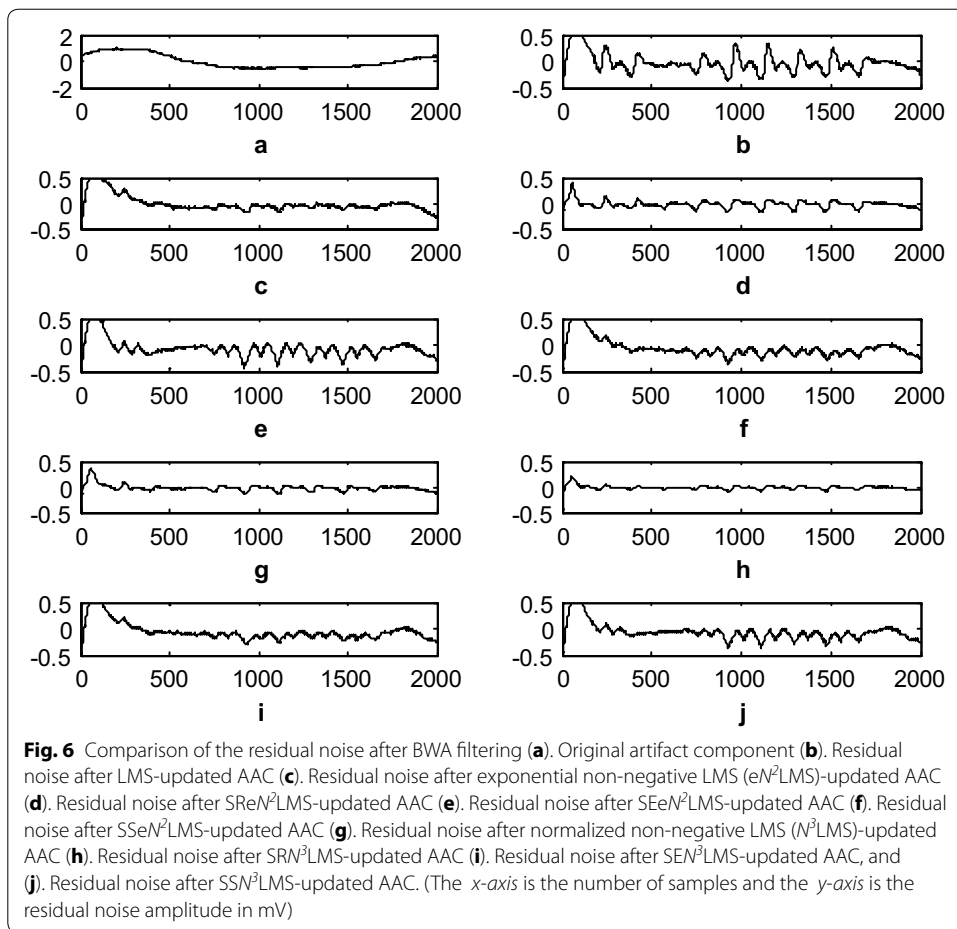 2
0
-2
0 500 1000 1500 2000
a
0.5
0
-0.5
0 500 1000 1500 2000
b
0.5
0
-0.5
0 500 1000 1500 2000
c
0.5
0
-0.5
0 500 1000 1500 2000
d
0.5
0
-0.5
0 500 1000 1500 2000
e
0.5
0
-0.5
0 500 1000 1500 2000
f
0.5
0
-0.5
0 500 1000 1500 2000
g
0.5
0
-0.5
0 500 1000 1500 2000
h
0.5
0
-0.5
0 500 1000 1500 2000
i
0.5
0
-0.5
0 500 1000 1500 2000
j
Fig. 6 Comparison of the residual noise after BWA filtering (a). Original artifact component (b). Residual
noise after LMS-updated AAC (c). Residual noise after exponential non-negative LMS (eN²LMS)-updated AAC
(d). Residual noise after SReN²LMS-updated AAC (e). Residual noise after SEeN²LMS-updated AAC (f). Residual
noise after SSeN²LMS-updated AAC (g). Residual noise after normalized non-negative LMS (N³LMS)-updated
AAC (h). Residual noise after SRN³LMS-updated AAC (i). Residual noise after SEN³LMS-updated AAC, and
(j). Residual noise after SSN³LMS-updated AAC. (The x-axis is the number of samples and the y-axis is the
residual noise amplitude in mV)